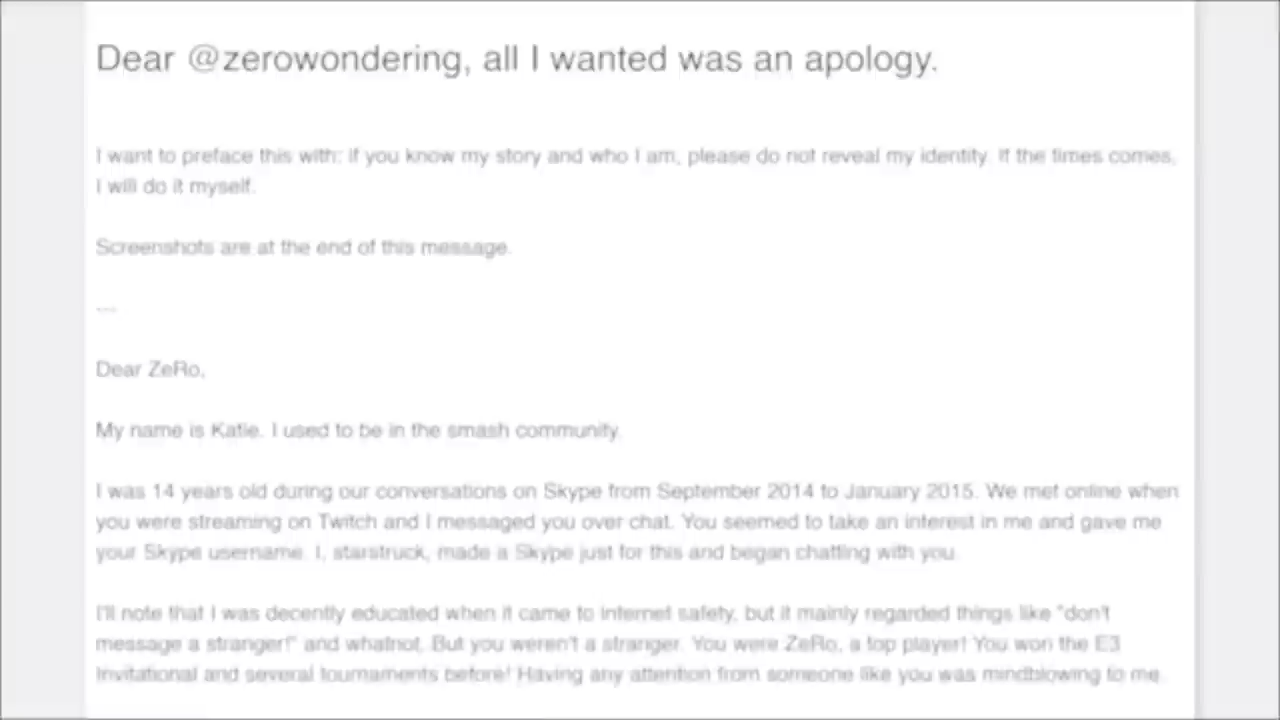 Dear @zerowondering, all I wanted was an apology.
I want to preface this with: if you know my story and who I am, please do not reveal my identity. If the times comes,
I will do it myself.
Screenshots are at the end of this message.
---
Dear ZeRo,
My name is Katie. I used to be in the smash community.
I was 14 years old during our conversations on Skype from September 2014 to January 2015. We met online when
you were streaming on Twitch and I messaged you over chat. You seemed to take an interest in me and gave me
your Skype username. I, starstruck, made a Skype just for this and began chatting with you.
I'll note that I was decently educated when it came to internet safety, but it mainly regarded things like "don't
message a stranger!" and whatnot. But you weren't a stranger. You were ZeRo, a top player! You won the E3
Invitational and several tournaments before! Having any attention from someone like you was mindblowing to me.